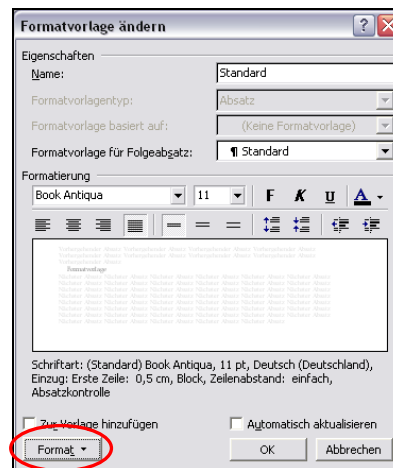 Formatvorlage ändern
Eigenschaften
Name: Standard
Formatvorlagentyp: Absatz
Formatvorlage basiert auf: (Keine Formatvorlage)
Formatvorlage für Folgeabsatz: ¶ Standard
Formatierung
Book Antiqua 11 F K U A
Formatvorlage
Schriftart: (Standard) Book Antiqua, 11 pt, Deutsch (Deutschland),
Einzug: Erste Zeile: 0,5 cm, Block, Zeilenabstand: einfach,
Absatzkontrolle
Zur Vorlage hinzufügen Automatisch aktualisieren
Format OK Abbrechen